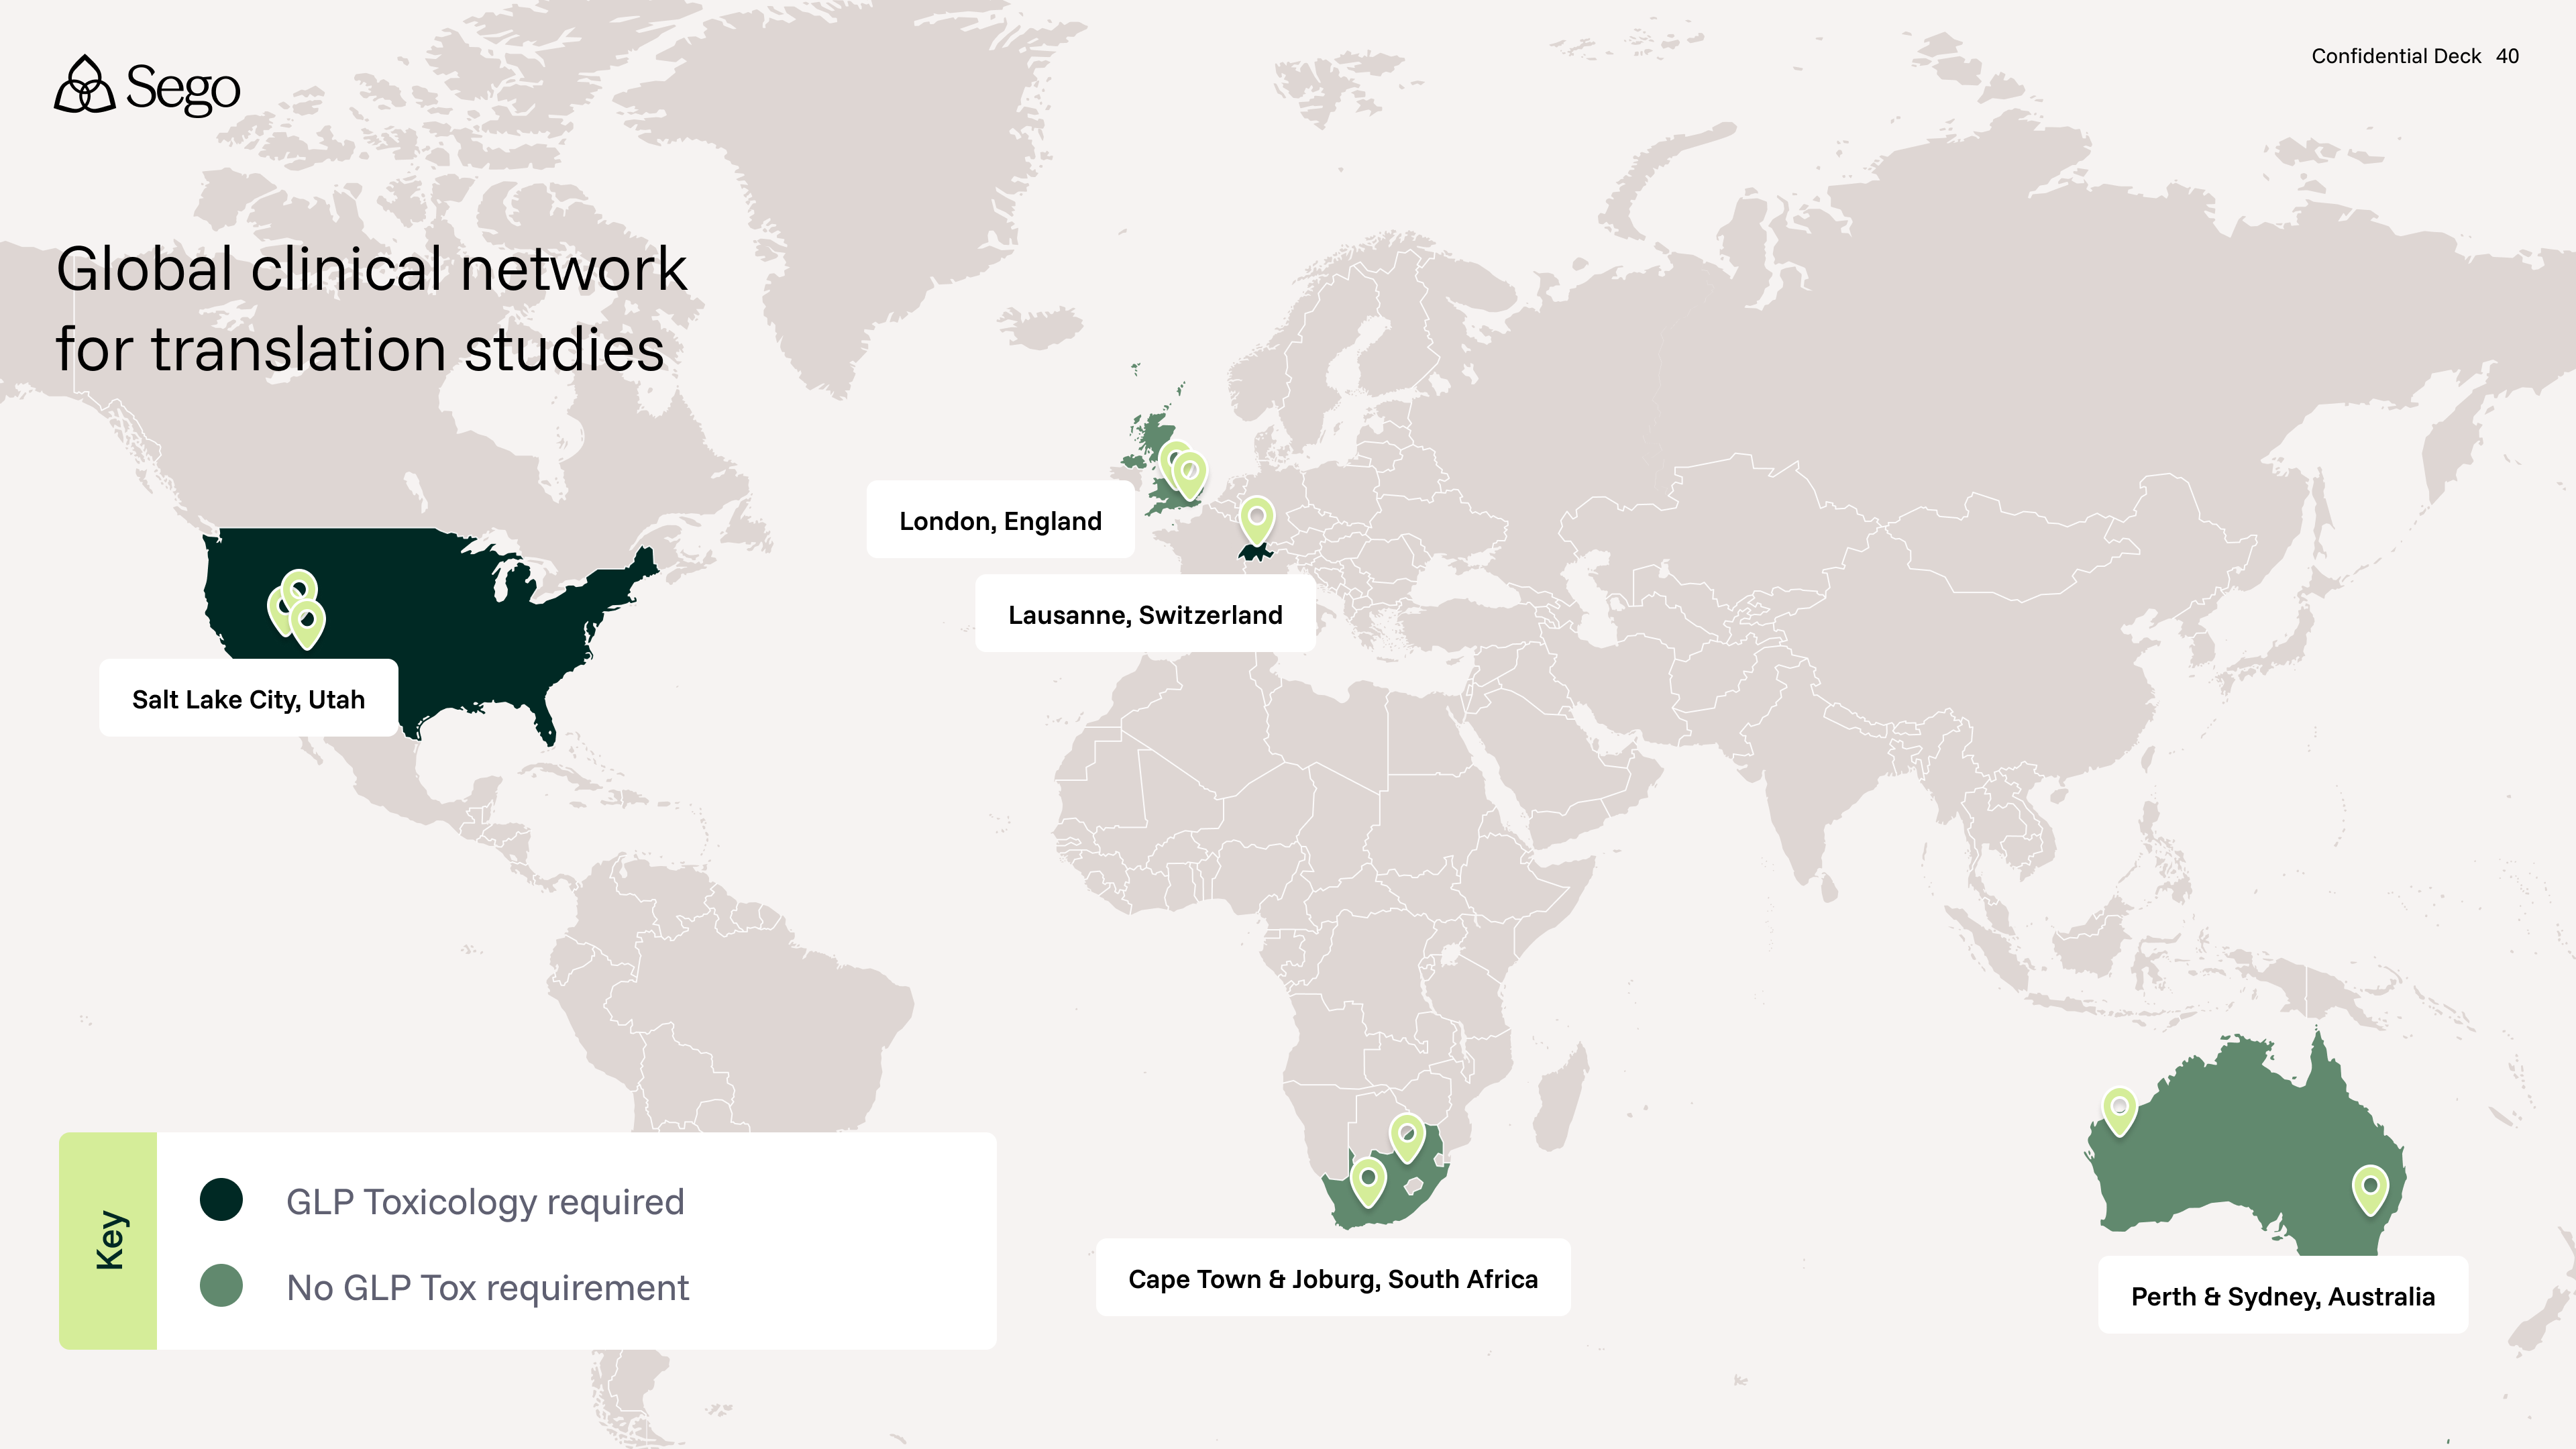 Sego
Confidential Deck 40
Global clinical network
for translation studies
London, England
Lausanne, Switzerland
Salt Lake City, Utah
Key
GLP Toxicology required
No GLP Tox requirement
Cape Town & Joburg, South Africa
Perth & Sydney, Australia